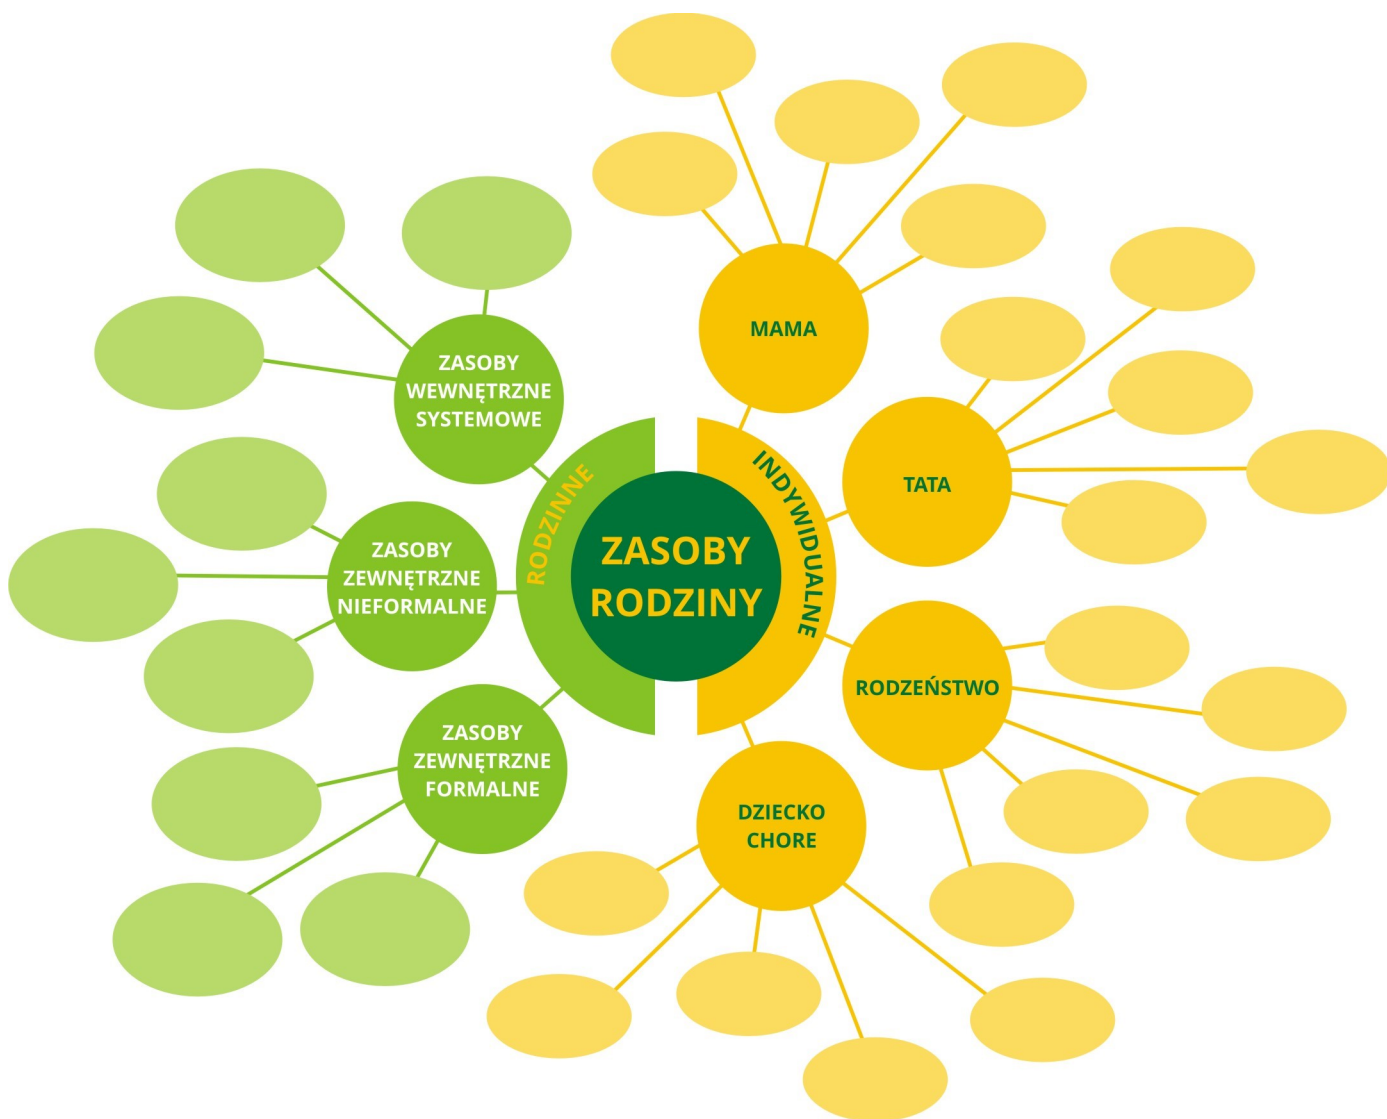 ZASOBY
RODZINY
RODZINNE
INDYWIDUALNE
ZASOBY
WEWNĘTRZNE
SYSTEMOWE
ZASOBY
ZEWNĘTRZNE
NIEFORMALNE
ZASOBY
ZEWNĘTRZNE
FORMALNE
MAMA
TATA
RODZEŃSTWO
DZIECKO
CHORE